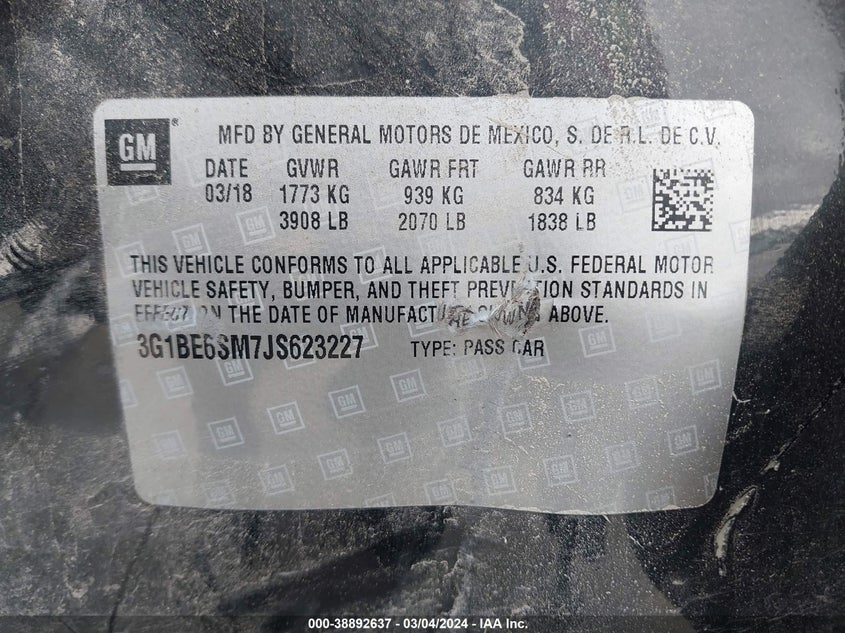 GM® MFD BY GENERAL MOTORS DE MEXICO, S. DE R.L. DE C.V.
DATE GVWR GAWR FRT GAWR RR
03/18 1773 KG 939 KG 834 KG
3908 LB 2070 LB 1838 LB
THIS VEHICLE CONFORMS TO ALL APPLICABLE U.S. FEDERAL MOTOR
VEHICLE SAFETY, BUMPER, AND THEFT PREVENTION STANDARDS IN
EFFECT ON THE DATE OF MANUFACTURE SHOWN ABOVE.
3G1BE6SM7JS623227 TYPE: PASS CAR
000-38892637 - 03/04/2024 - IAA Inc.